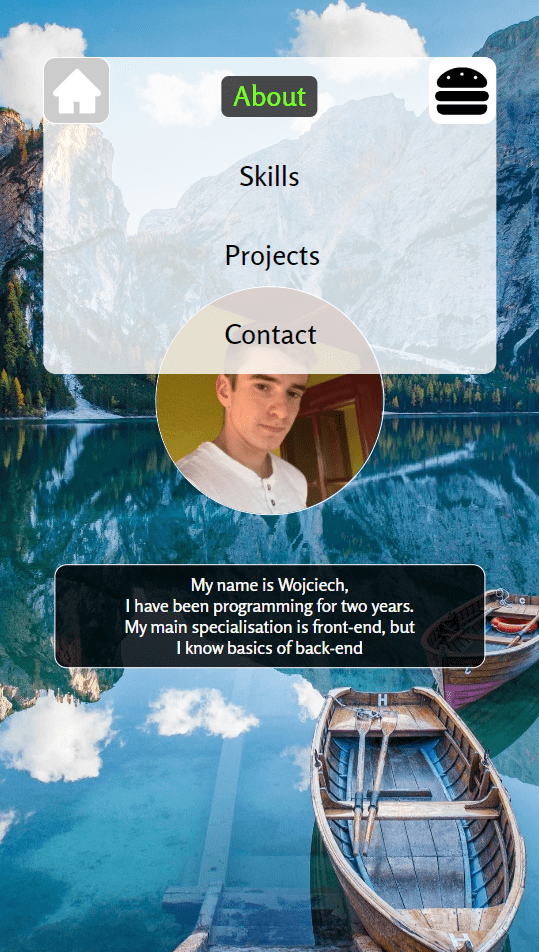 About
Skills
Projects
Contact
My name is Wojciech,
I have been programming for two years.
My main specialisation is front-end, but
I know basics of back-end
H
H